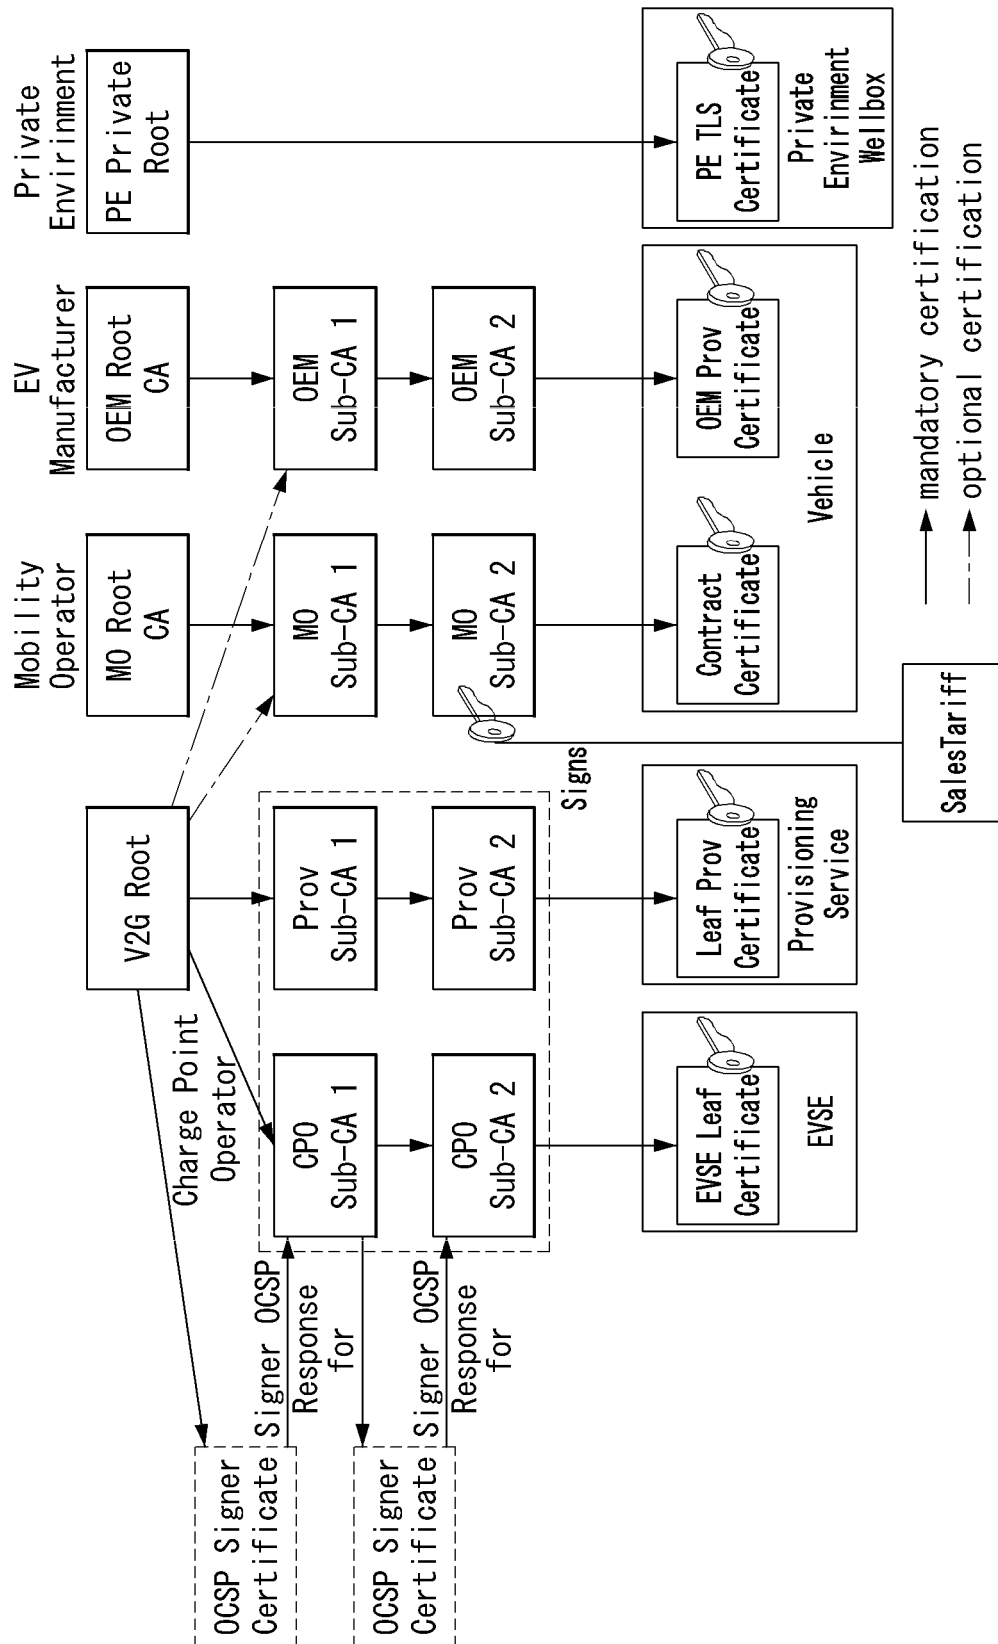 Charge Point
Operator
Mobility
Operator
EV
Manufacturer
Private
Envirinment
V2G Root
MO Root
CA
OEM Root
CA
PE Private
Root
OCSP Signer
Certificate
Signer OCSP
Response
for
CPO
Sub-CA 1
Prov
Sub-CA 1
MO
Sub-CA 1
OEM
Sub-CA 1
OCSP Signer
Certificate
Signer OCSP
Response
for
CPO
Sub-CA 2
Prov
Sub-CA 2
MO
Sub-CA 2
OEM
Sub-CA 2
Signs
EVSE Leaf
Certificate
EVSE
Leaf Prov
Certificate
Provisioning
Service
Contract
Certificate
OEM Prov
Certificate
Vehicle
PE TLS
Certificate
Private
Envirinment
Wellbox
SalesTariff
mandatory certification
optional certification